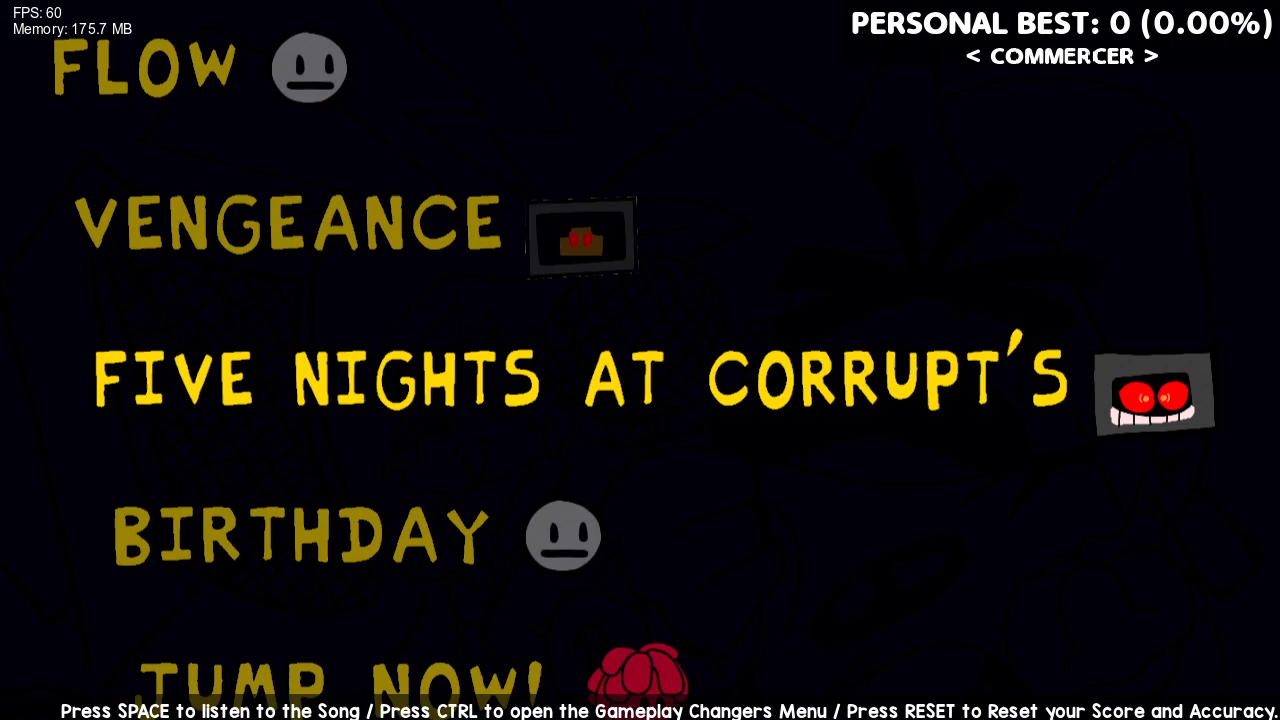 FPS: 60
Memory: 175.7 MB
PERSONAL BEST: 0 (0.00%)
< COMMERCER >
FLOW
VENGEANCE
FIVE NIGHTS AT CORRUPT'S
BIRTHDAY
JUMP NOW!
Press SPACE to listen to the Song / Press CTRL to open the Gameplay Changers Menu / Press RESET to Reset your Score and Accuracy.